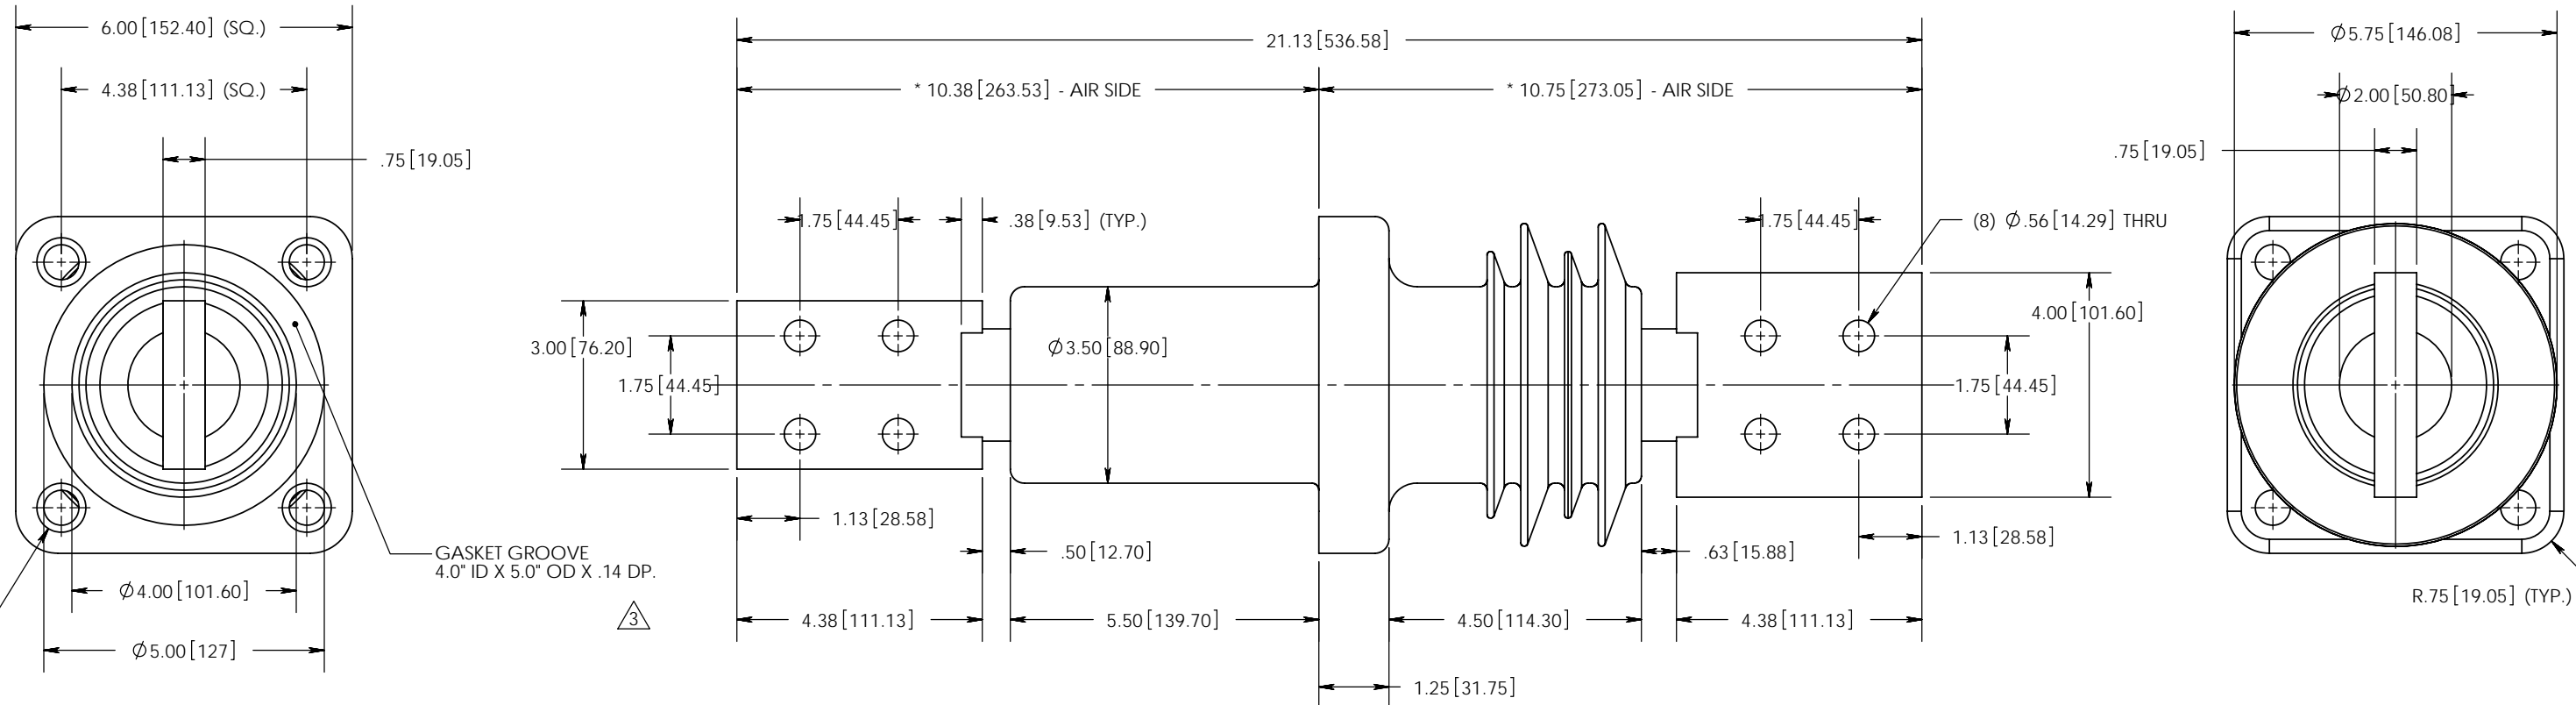 6.00 [152.40] (SQ.)
4.38 [111.13] (SQ.)
.75 [19.05]
GASKET GROOVE
4.0" ID X 5.0" OD X .14 DP.
Ø4.00 [101.60]
Ø5.00 [127]
3
21.13 [536.58]
* 10.38 [263.53] - AIR SIDE
* 10.75 [273.05] - AIR SIDE
1.75 [44.45]
.38 [9.53] (TYP.)
1.75 [44.45]
(8) Ø.56 [14.29] THRU
3.00 [76.20]
1.75 [44.45]
Ø3.50 [88.90]
4.00 [101.60]
1.75 [44.45]
1.13 [28.58]
.50 [12.70]
.63 [15.88]
1.13 [28.58]
4.38 [111.13]
5.50 [139.70]
4.50 [114.30]
4.38 [111.13]
1.25 [31.75]
Ø5.75 [146.08]
Ø2.00 [50.80]
.75 [19.05]
R.75 [19.05] (TYP.)